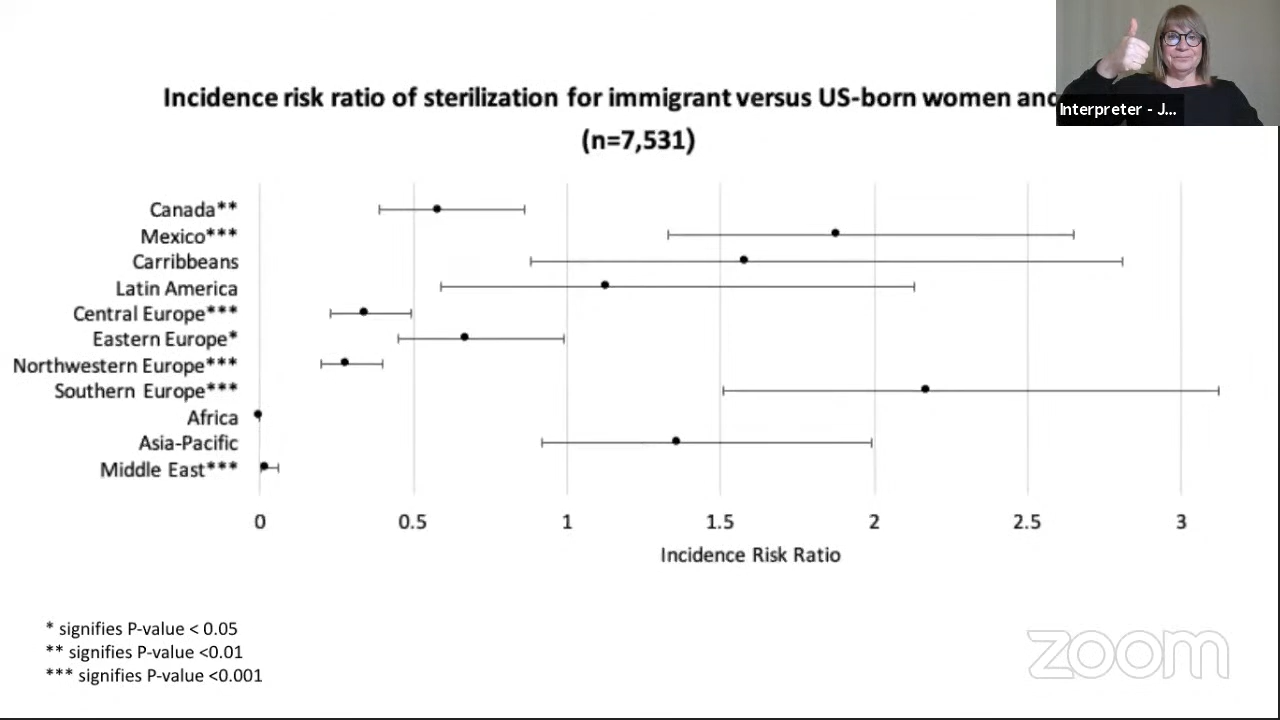 Incidence risk ratio of sterilization for immigrant versus US-born women and
(n=7,531)
Interpreter - J...
Canada**
Mexico***
Carribbeans
Latin America
Central Europe***
Eastern Europe*
Northwestern Europe***
Southern Europe***
Africa
Asia-Pacific
Middle East***
0 0.5 1 1.5 2 2.5 3
Incidence Risk Ratio
* signifies P-value < 0.05
** signifies P-value <0.01
*** signifies P-value <0.001
zoom